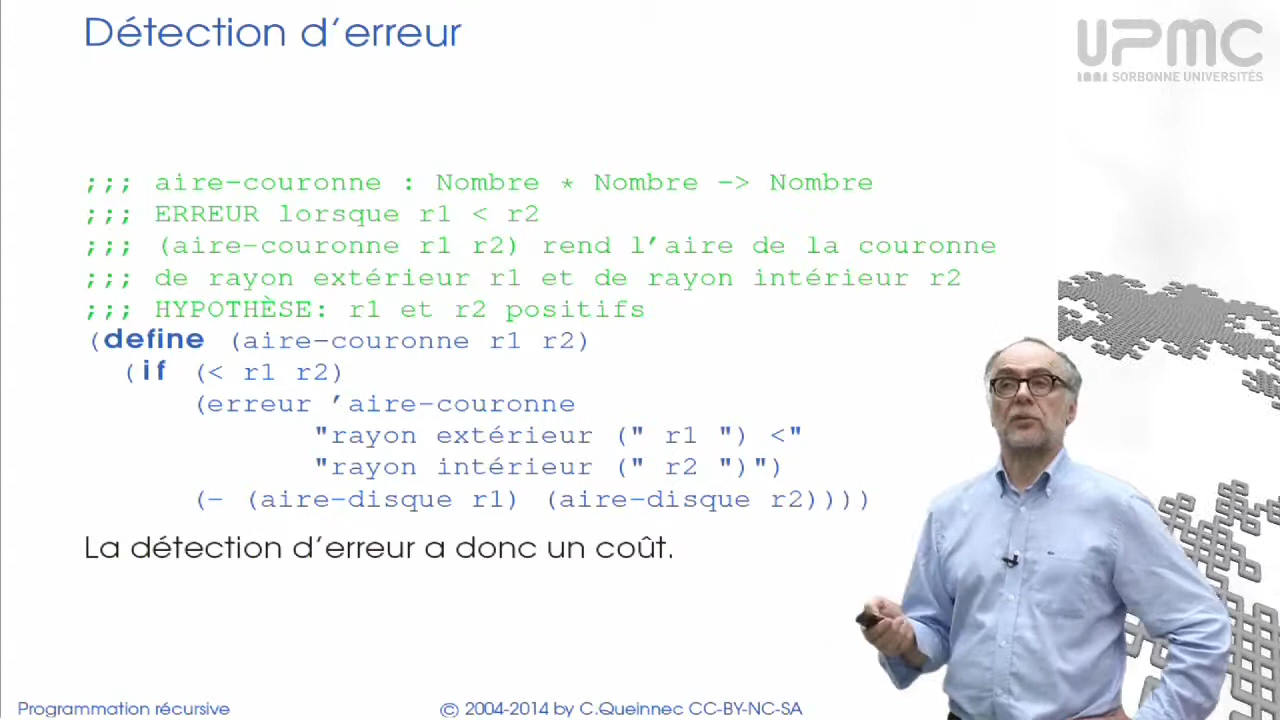 Détection d'erreur
UPMC
SORBONNE UNIVERSITÉS
;;; aire-couronne : Nombre * Nombre -> Nombre
;;; ERREUR lorsque r1 < r2
;;; (aire-couronne r1 r2) rend l'aire de la couronne
;;; de rayon extérieur r1 et de rayon intérieur r2
;;; HYPOTHÈSE: r1 et r2 positifs
(define (aire-couronne r1 r2)
(if (< r1 r2)
(erreur 'aire-couronne
"rayon extérieur (" r1 ") <"
"rayon intérieur (" r2 ")")
(- (aire-disque r1) (aire-disque r2))))
La détection d'erreur a donc un coût.
Programmation récursive
© 2004-2014 by C.Queinnec CC-BY-NC-SA